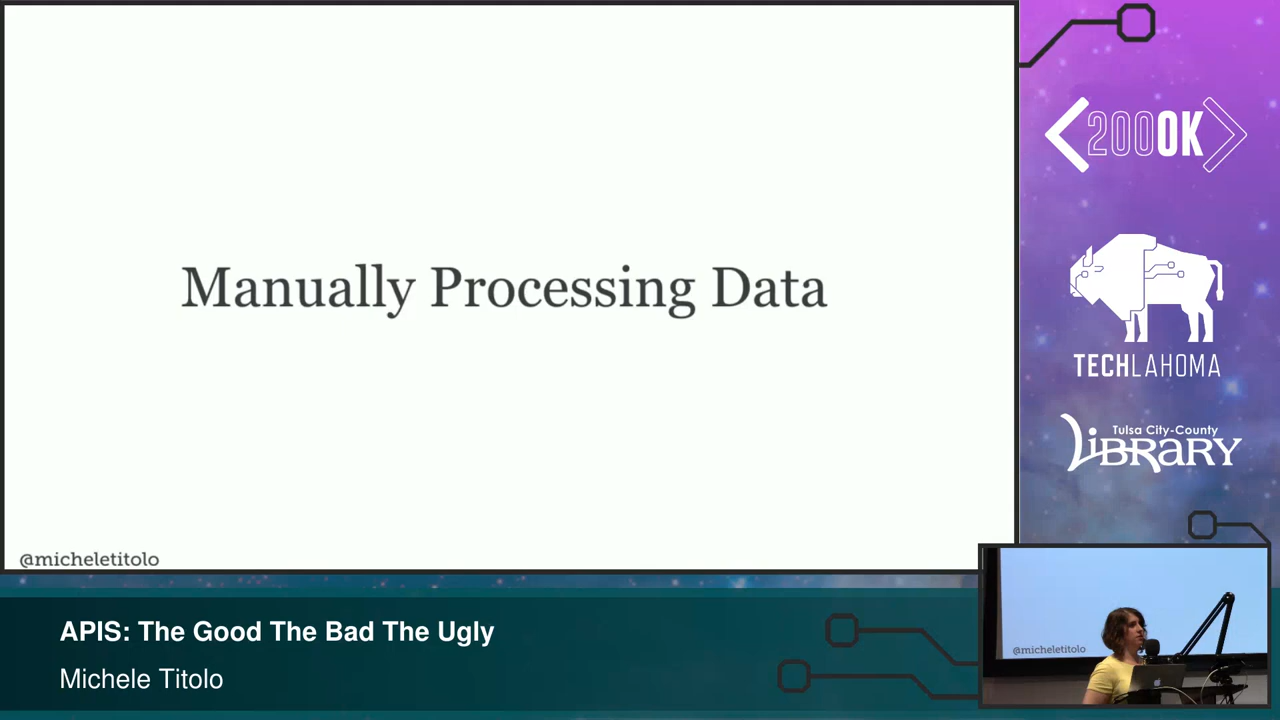 Manually Processing Data
@micheletitolo
200OK
TECHLAHOMA
Tulsa City-County
LiBRARY
@micheletitolo
APIS: The Good The Bad The Ugly
Michele Titolo